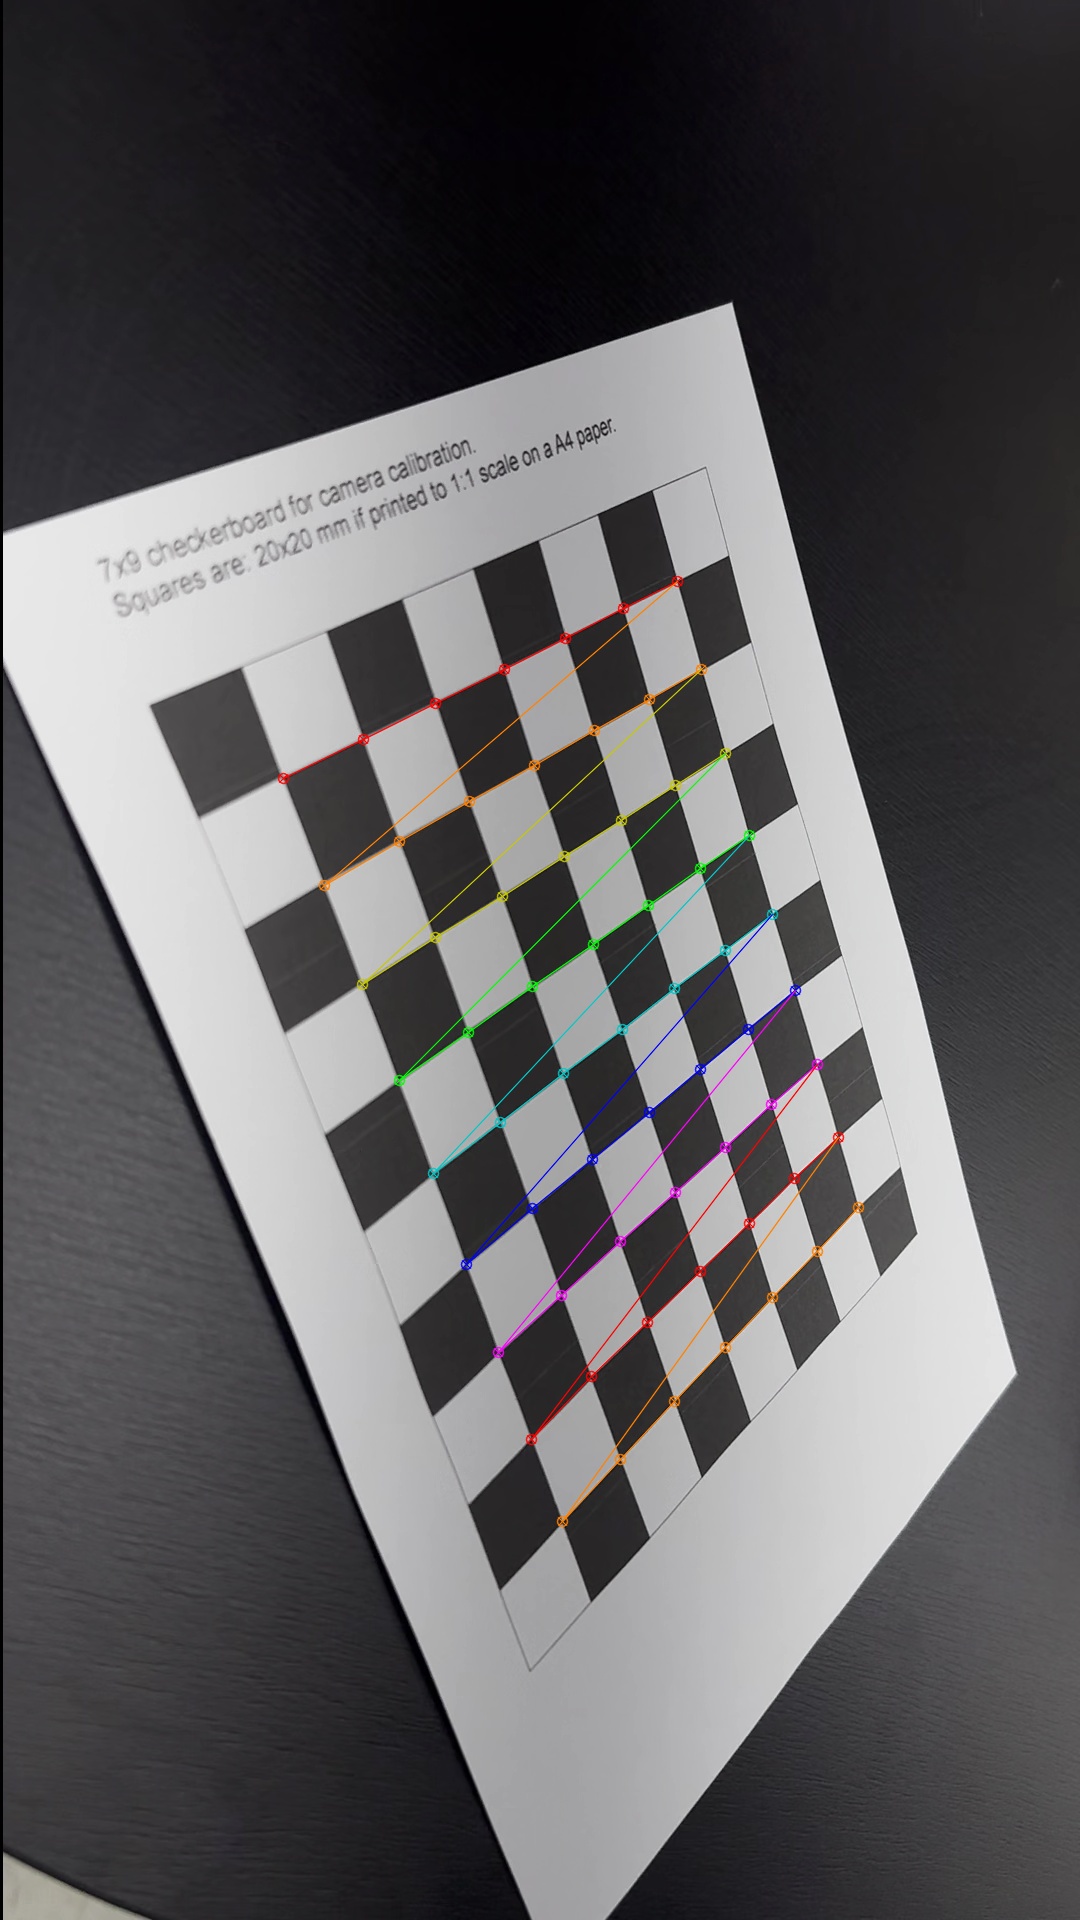 7x9 checkerboard for camera calibration.
Squares are: 20x20 mm if printed to 1:1 scale on a A4 paper.